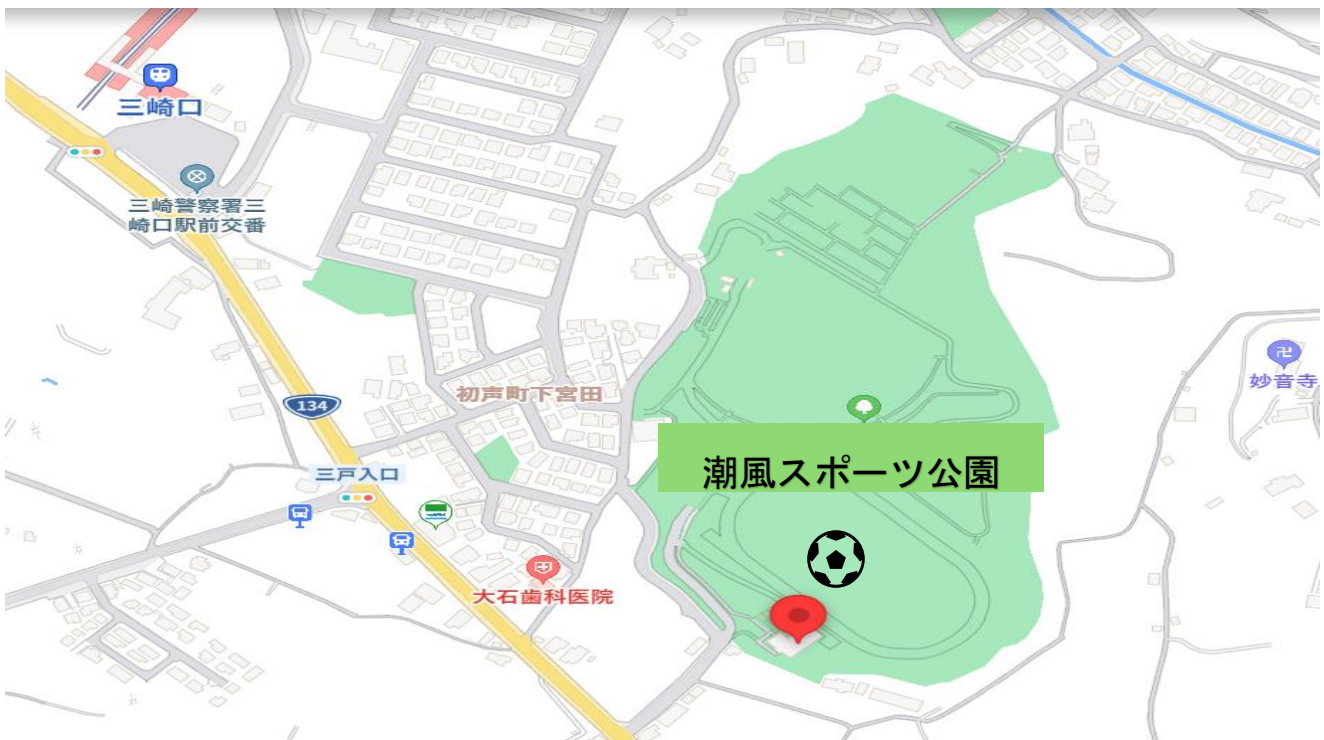 三崎口
三崎警察署三
崎口駅前交番
134
初声町下宮田
三戸入口
大石歯科医院
潮風スポーツ公園
卍
妙音寺